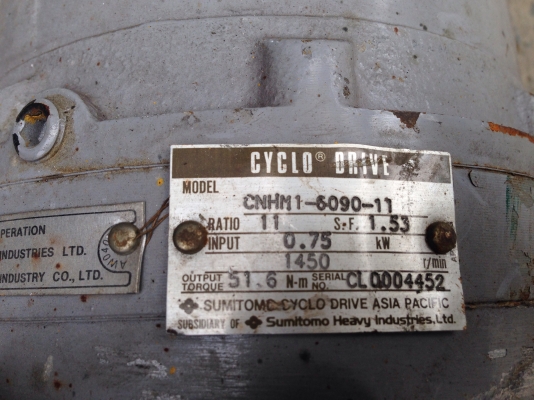 CYCLO® DRIVE
MODEL
CNHM1-6090-11
RATIO 11 S.F. 1.53
INPUT 0.75 kW
1450 r/min
OUTPUT TORQUE 51.6 N-m SERIAL NO. CL0004452
SUMITOMO CYCLO DRIVE ASIA PACIFIC
SUBSIDIARY OF Sumitomo Heavy Industries, Ltd.
PERATION
NDUSTRIES LTD.
NDUSTRY CO., LTD.